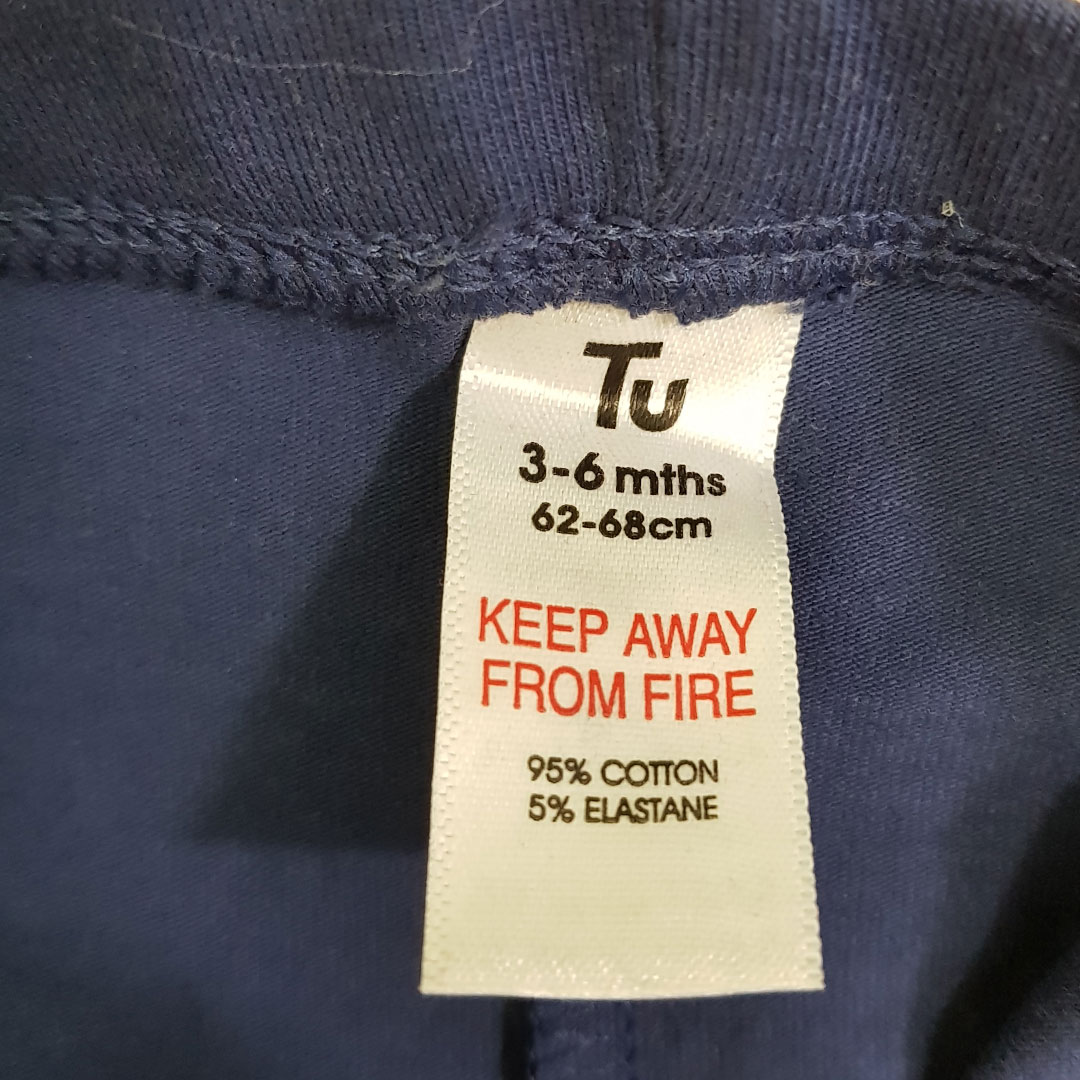 Tu
3-6 mths
62-68cm
KEEP AWAY
FROM FIRE
95% COTTON
5% ELASTANE